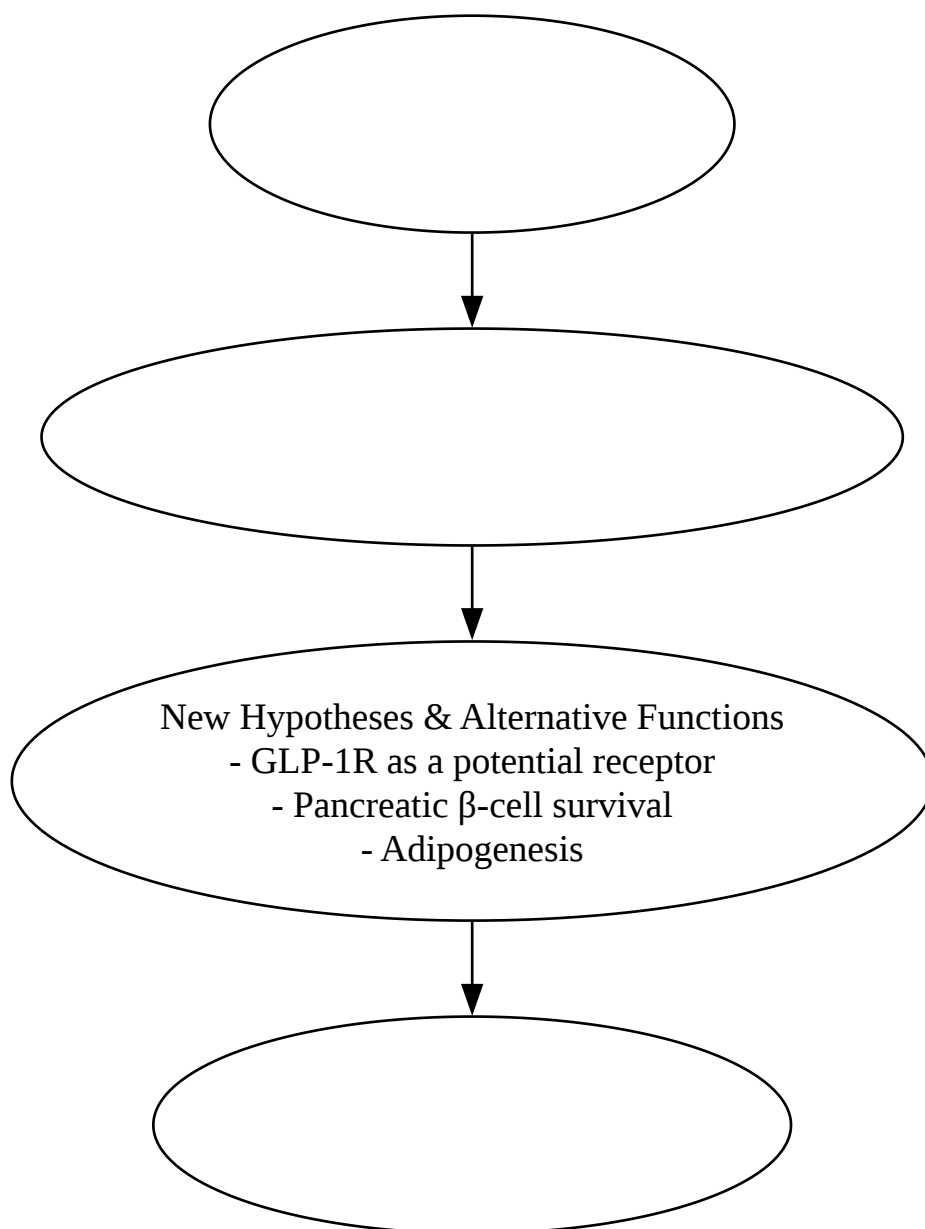 New Hypotheses & Alternative Functions
- GLP-1R as a potential receptor
- Pancreatic β-cell survival
- Adipogenesis